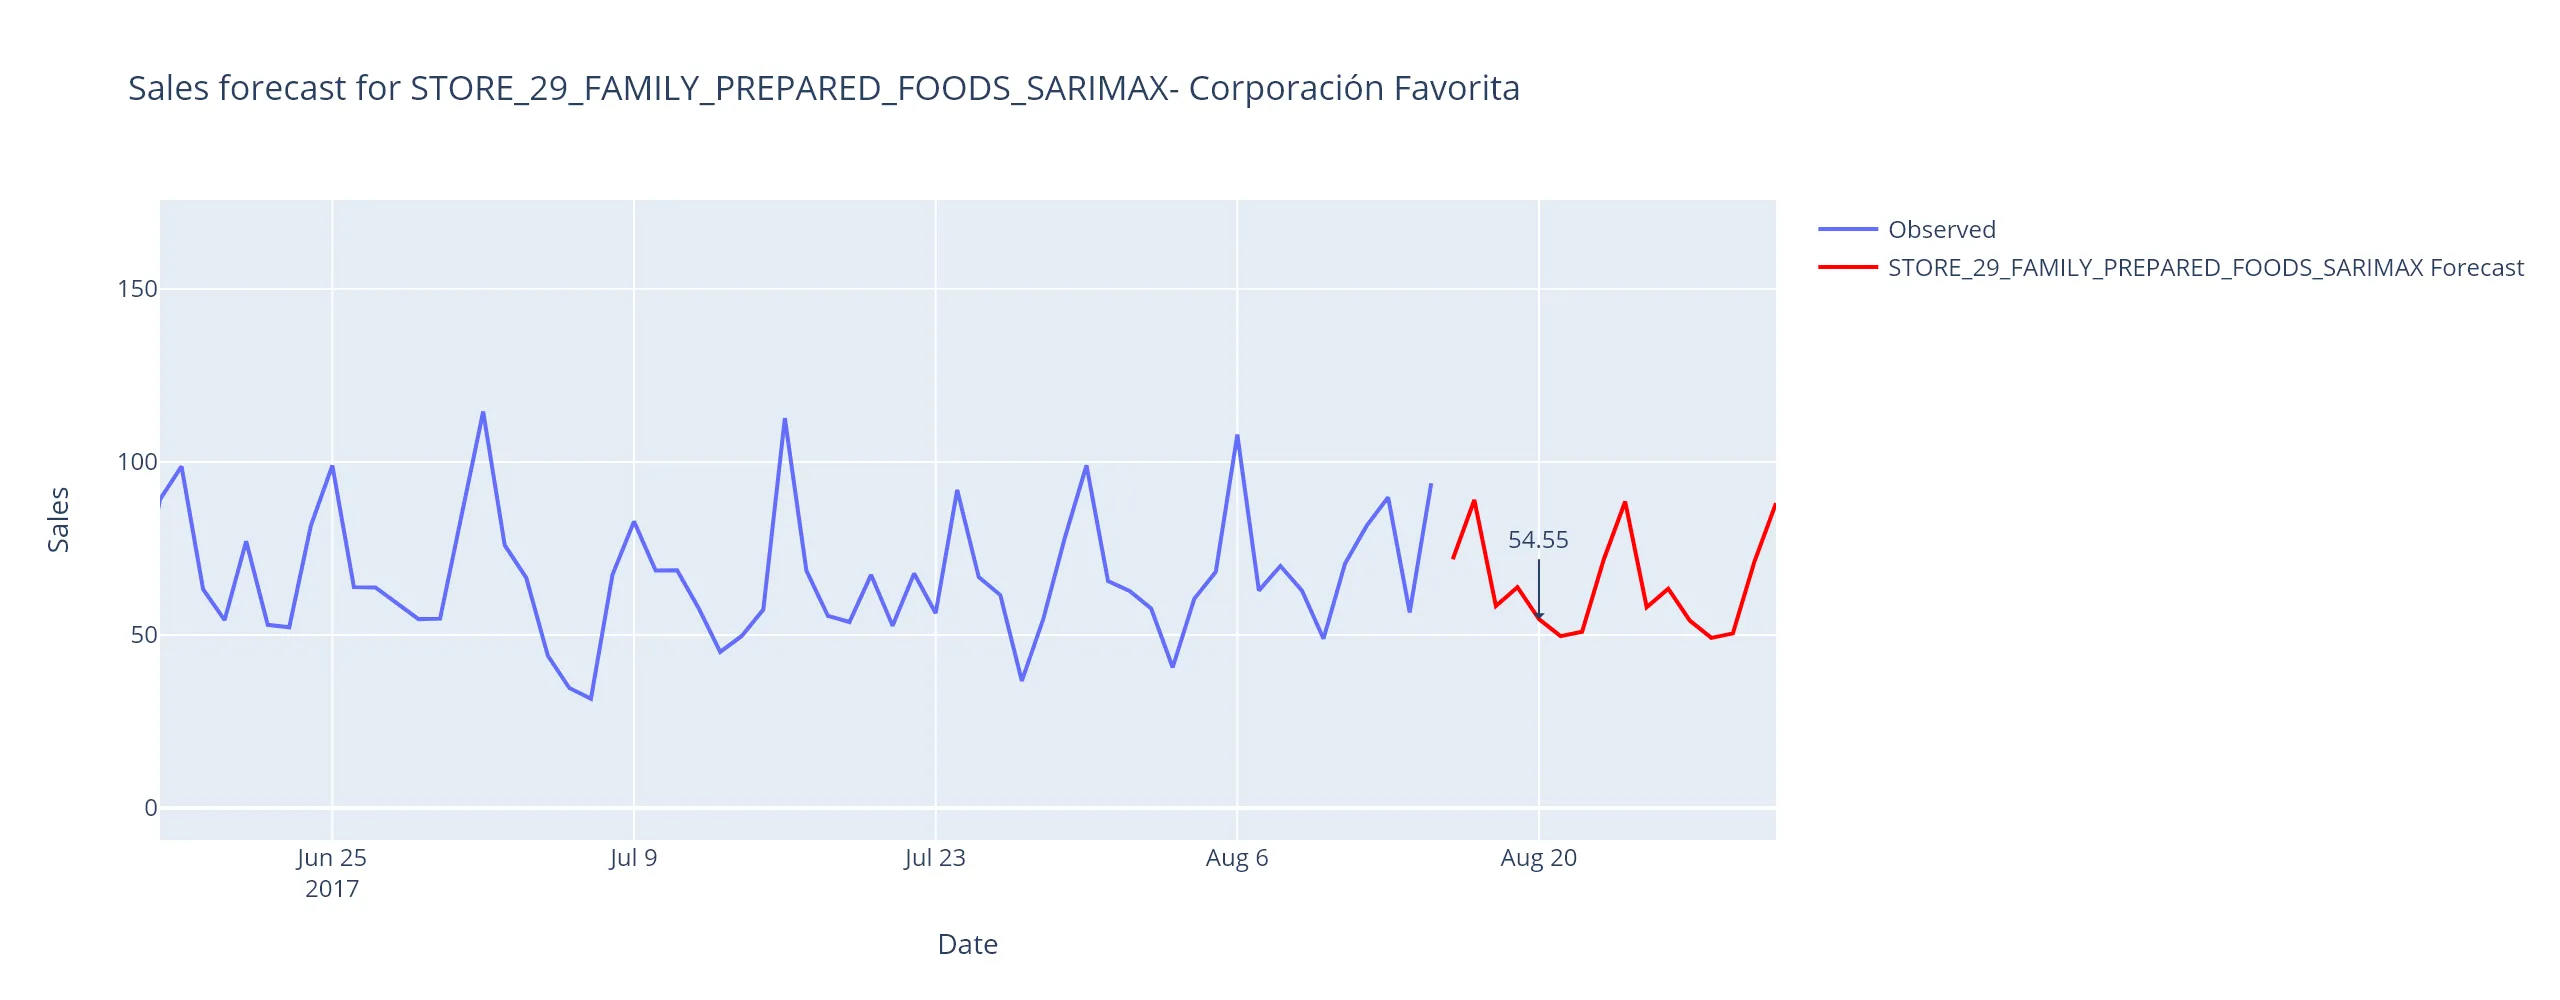 Sales forecast for STORE_29_FAMILY_PREPARED_FOODS_SARIMAX- Corporación Favorita
Observed
STORE_29_FAMILY_PREPARED_FOODS_SARIMAX Forecast
150
100
50
0
Sales
54.55
Jun 25
2017
Jul 9
Jul 23
Aug 6
Aug 20
Date